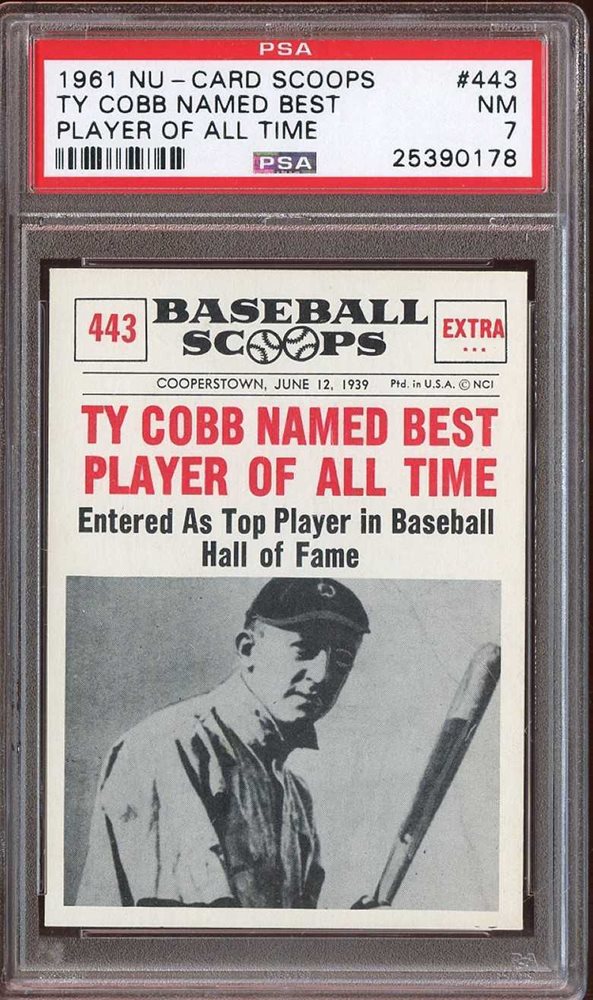 PSA
1961 NU-CARD SCOOPS #443
TY COBB NAMED BEST NM
PLAYER OF ALL TIME 7
PSA 25390178
443 BASEBALL SCOOPS EXTRA
COOPERSTOWN, JUNE 12, 1939 Ptd. in U.S.A. © NCI
TY COBB NAMED BEST
PLAYER OF ALL TIME
Entered As Top Player in Baseball
Hall of Fame
D